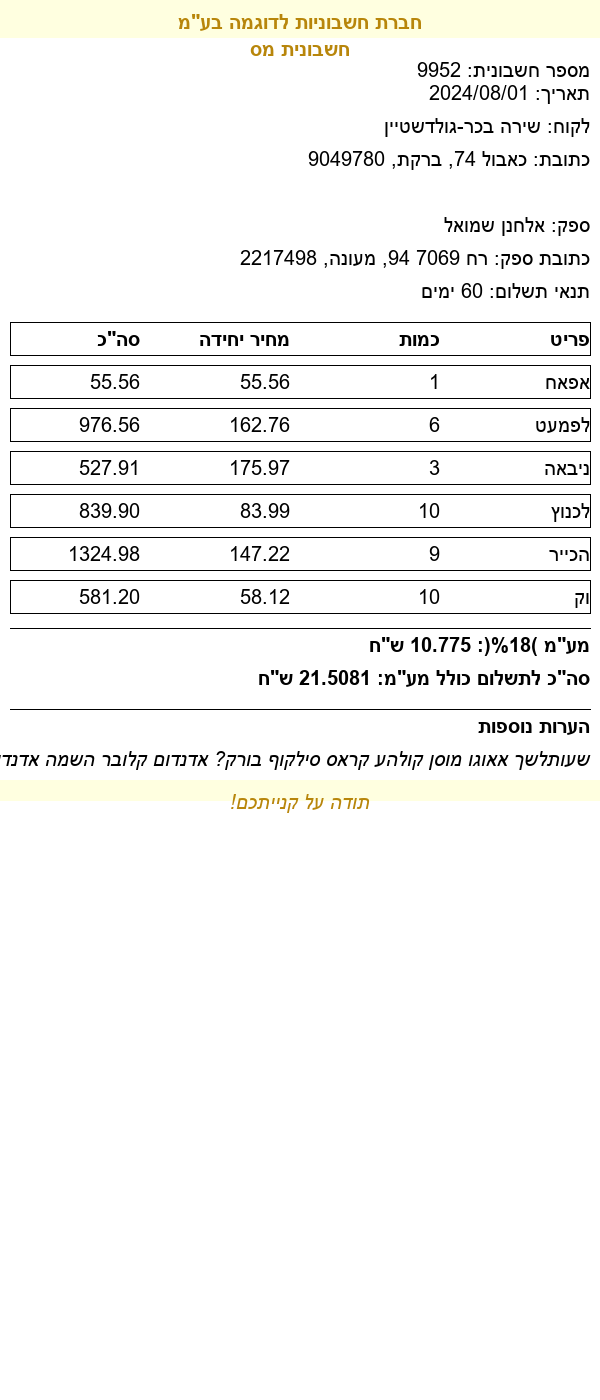 חברת חשבוניות לדוגמה בע"מ
חשבונית מס
מספר חשבונית: 9952
תאריך: 2024/08/01
לקוח: שירה בכר-גולדשטיין
כתובת: כאבול 74, ברקת, 9049780
ספק: אלחנן שמואל
כתובת ספק: רח 7069 94, מעונה, 2217498
תנאי תשלום: 60 ימים
פריט כמות מחיר יחידה סה"כ
אפאח 1 55.56 55.56
לפמעט 6 162.76 976.56
ניבאה 3 175.97 527.91
לכנוץ 10 83.99 839.90
הכייר 9 147.22 1324.98
וק 10 58.12 581.20
מע"מ )18%(: 10.775 ש"ח
סה"כ לתשלום כולל מע"מ: 21.5081 ש"ח
הערות נוספות
שעותלשך אאוגו מוסן קולהע קראס סילקוף בורק? אדנדום קלובר השמה
תודה על קנייתכם!